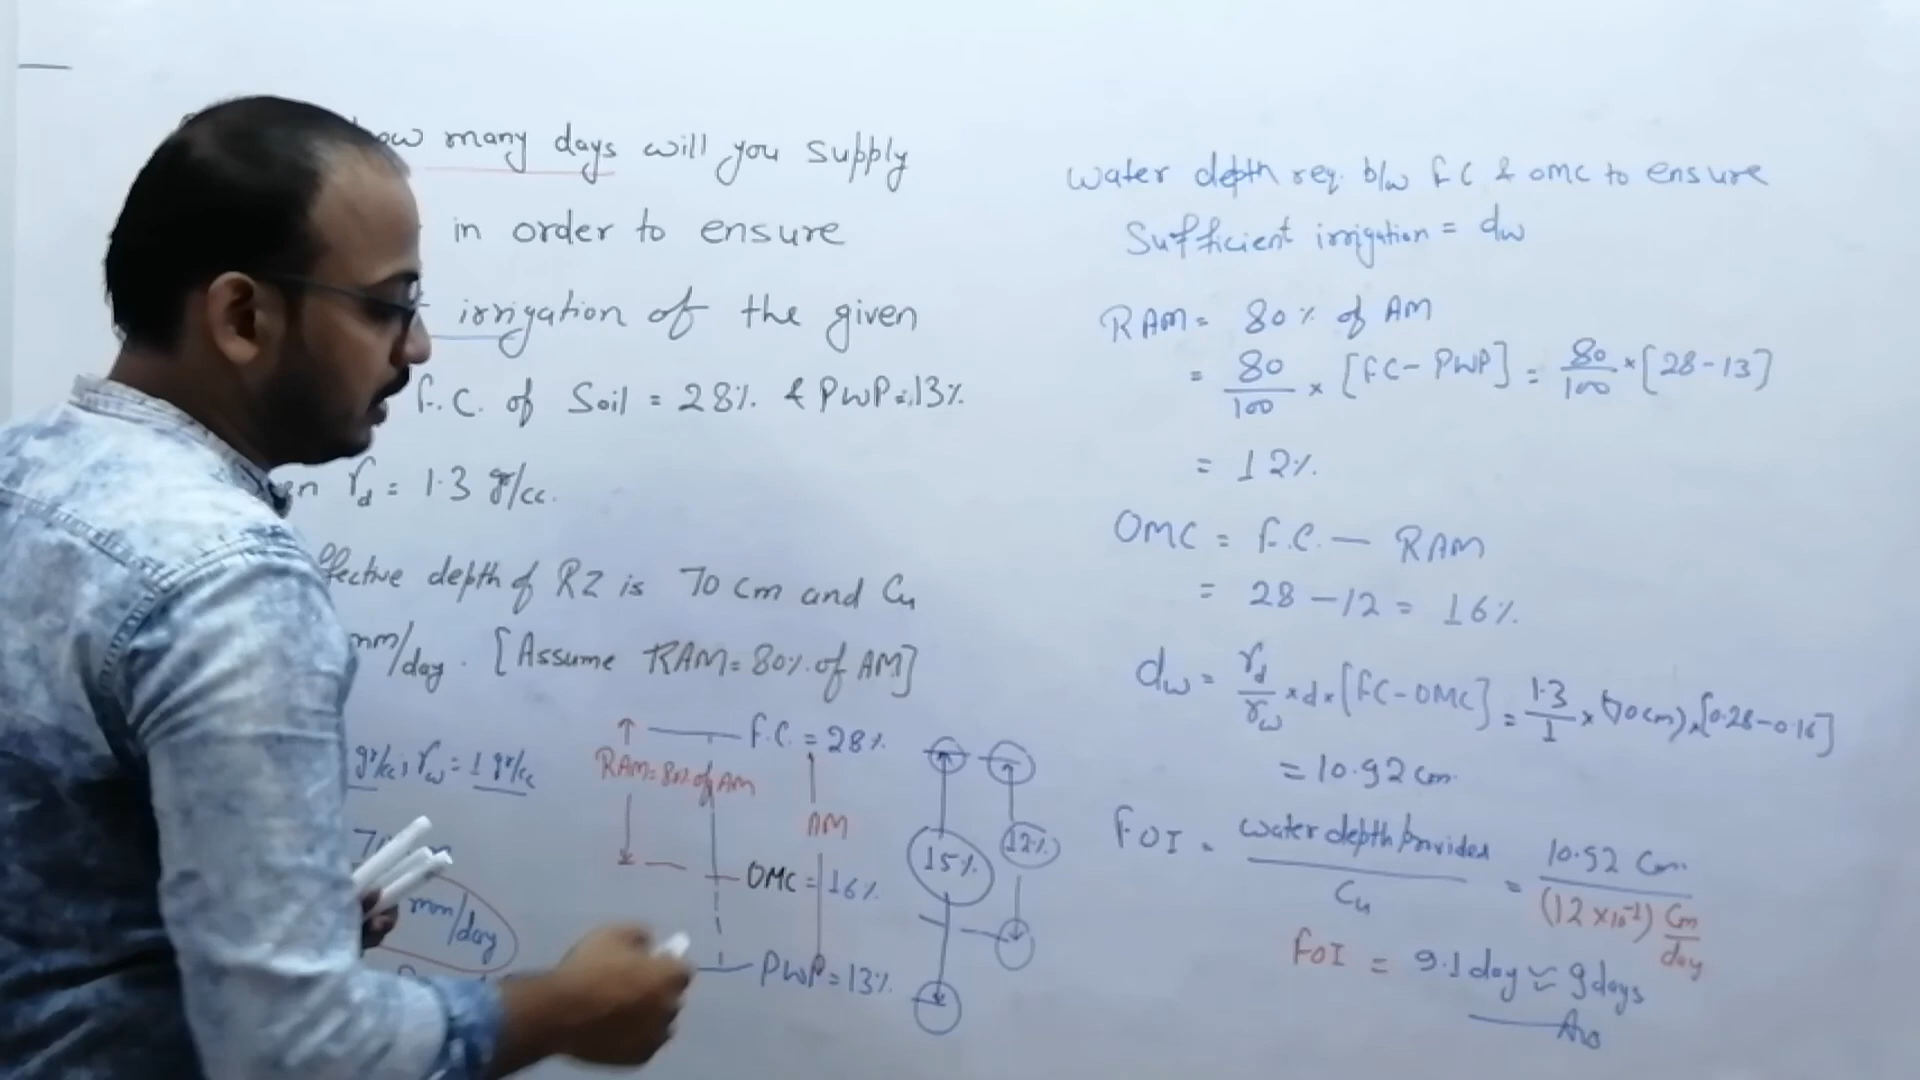 how many days will you supply
in order to ensure
irrigation of the given
F.C. of Soil = 28%. & PWP = 13%.
γd = 1.3 gr/cc.
effective depth of RZ is 70 cm and Cu
mm/day. [Assume RAM = 80% of AM]
gr/cc, γw = 1 gr/cc
mm/day
F.C. = 28%
RAM = 80% of AM
AM
OMC = 16%
PWP = 13%.
15%.
12%
Water depth req. b/w FC & OMC to ensure
Sufficient irrigation = dw
RAM = 80% of AM
= 80/100 × [FC - PWP] = 80/100 × [28-13]
= 12%.
OMC = F.C. — RAM
= 28 - 12 = 16%.
dw = γd/γw × d × [FC - OMC] = 1.3/1 × (70cm) × [0.28-0.16]
= 10.92 cm.
FOI = Water depth provided / Cu = 10.92 cm / (12×10⁻¹) cm/day
FOI = 9.1 day ≃ 9 days
Ans